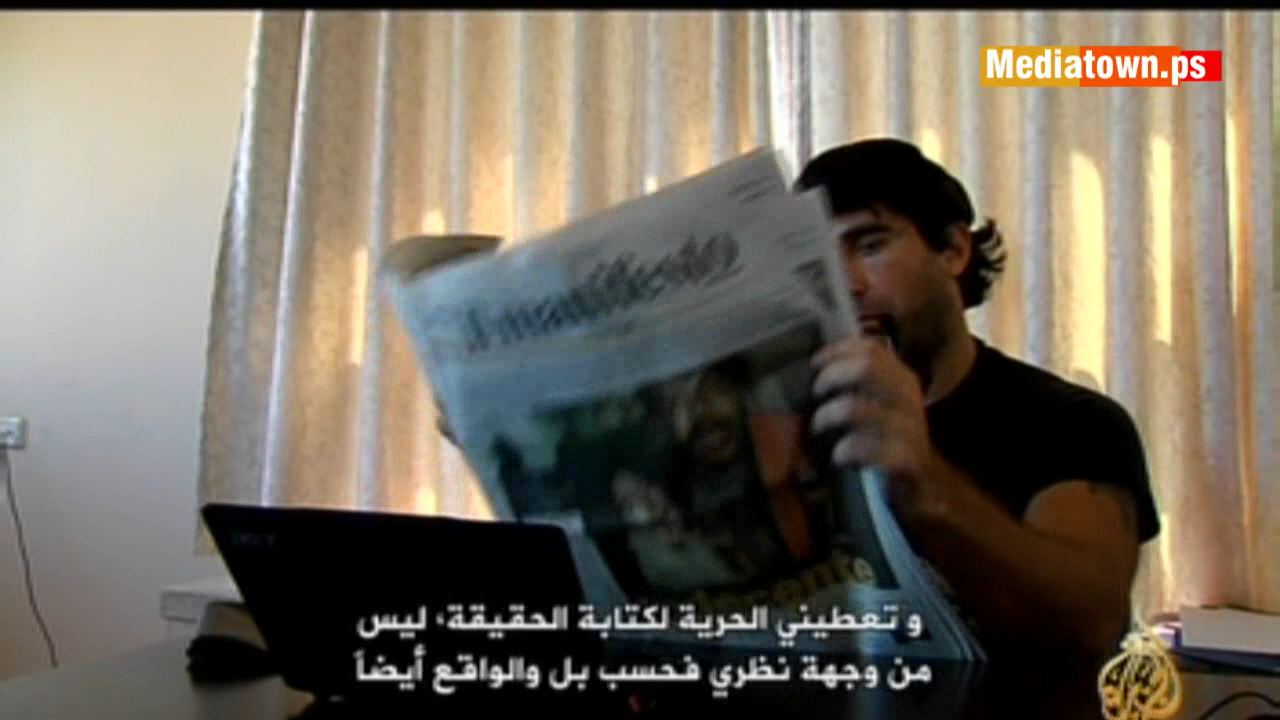 Mediatown.ps
il manifesto
و تعطيني الحرية لكتابة الحقيقة، ليس
من وجهة نظري فحسب بل والواقع أيضاً